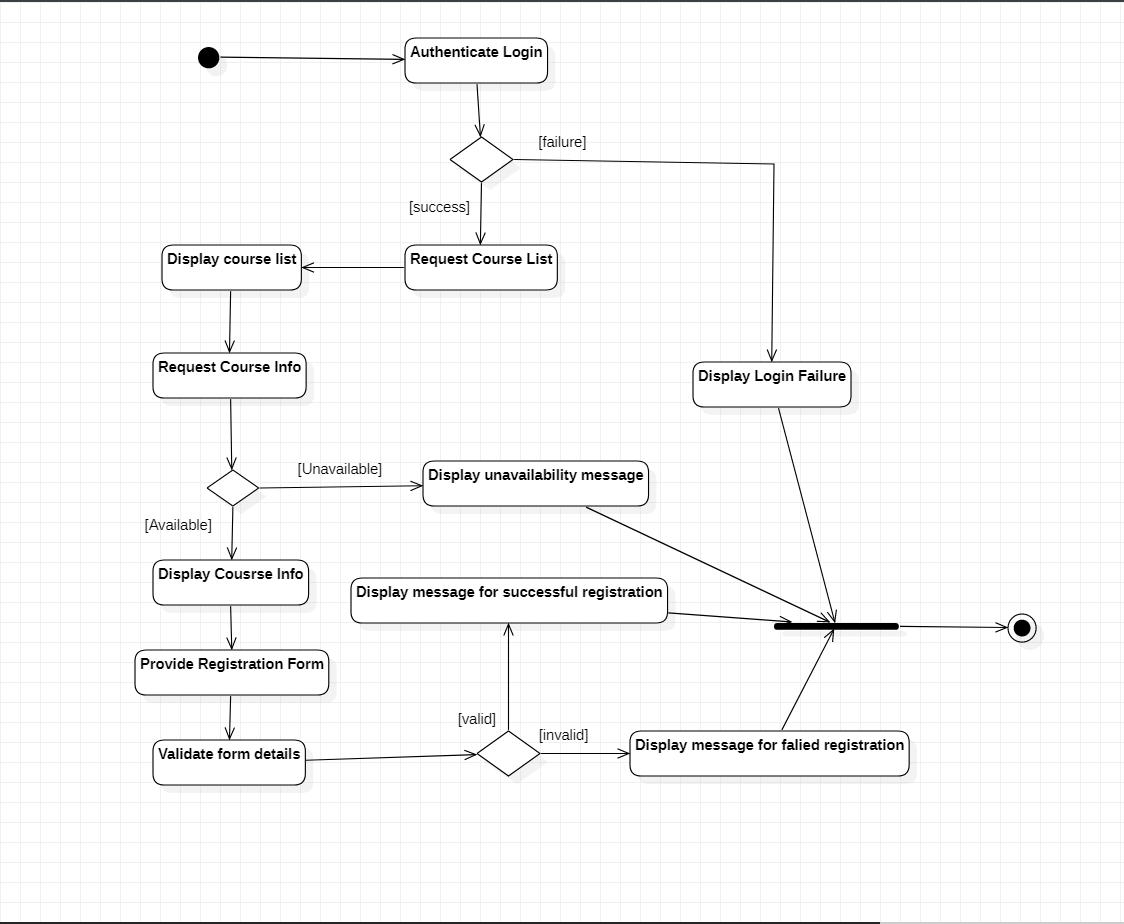 Authenticate Login
[failure]
[success]
Display course list
Request Course List
Request Course Info
Display Login Failure
[Unavailable]
Display unavailability message
[Available]
Display Cousrse Info
Display message for successful registration
Provide Registration Form
[valid]
[invalid]
Validate form details
Display message for falied registration